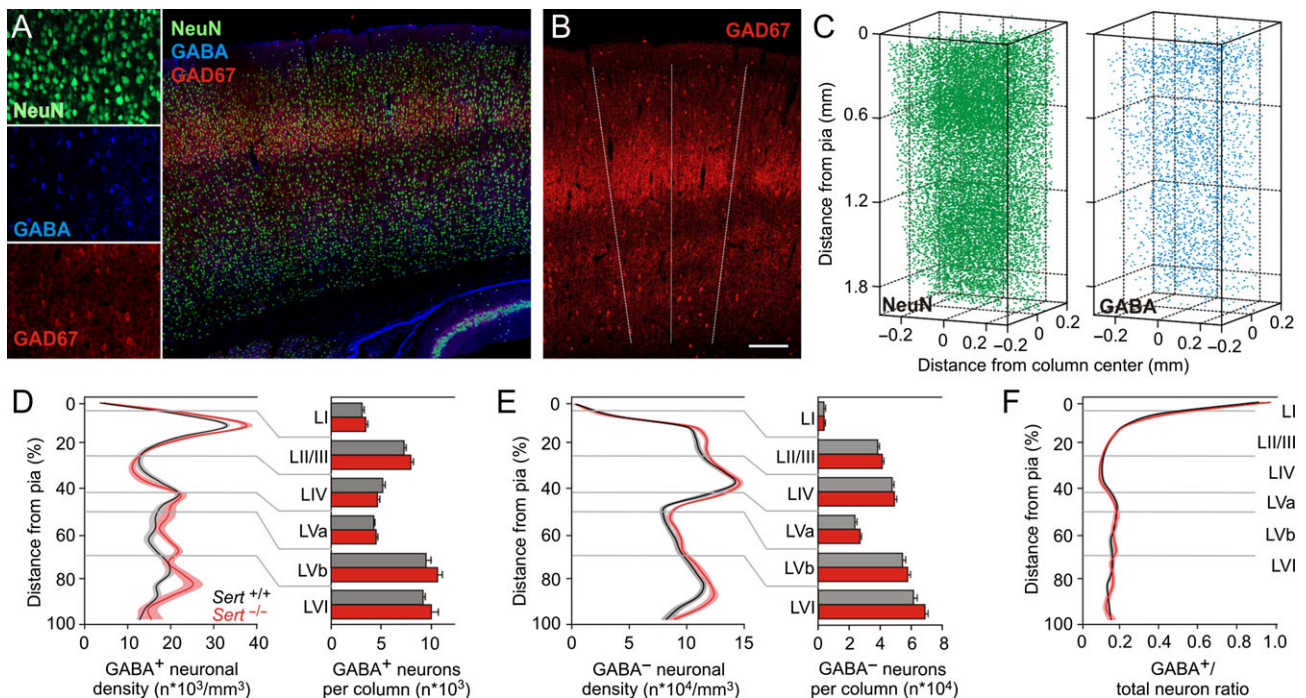 A
NeuN
GABA
GAD67
NeuN
GABA
GAD67
B
GAD67
C
0
0.6
1.2
1.8
Distance from pia (mm)
NeuN
GABA
−0.2
0
0.2
−0.2
0
0.2
−0.2
0
0.2
−0.2
0
0.2
Distance from column center (mm)
D
0
20
40
60
80
100
Distance from pia (%)
Sert +/+
Sert −/−
0
10
20
30
40
GABA+ neuronal
density (n*10³/mm³)
LI
LII/III
LIV
LVa
LVb
LVI
0
5
10
GABA+ neurons
per column (n*10³)
E
0
20
40
60
80
100
Distance from pia (%)
0
5
10
15
GABA− neuronal
density (n*10⁴/mm³)
LI
LII/III
LIV
LVa
LVb
LVI
0
2
4
6
8
GABA− neurons
per column (n*10⁴)
F
0
20
40
60
80
100
Distance from pia (%)
LI
LII/III
LIV
LVa
LVb
LVI
0
0.2
0.4
0.6
0.8
1.0
GABA+/
total neuron ratio